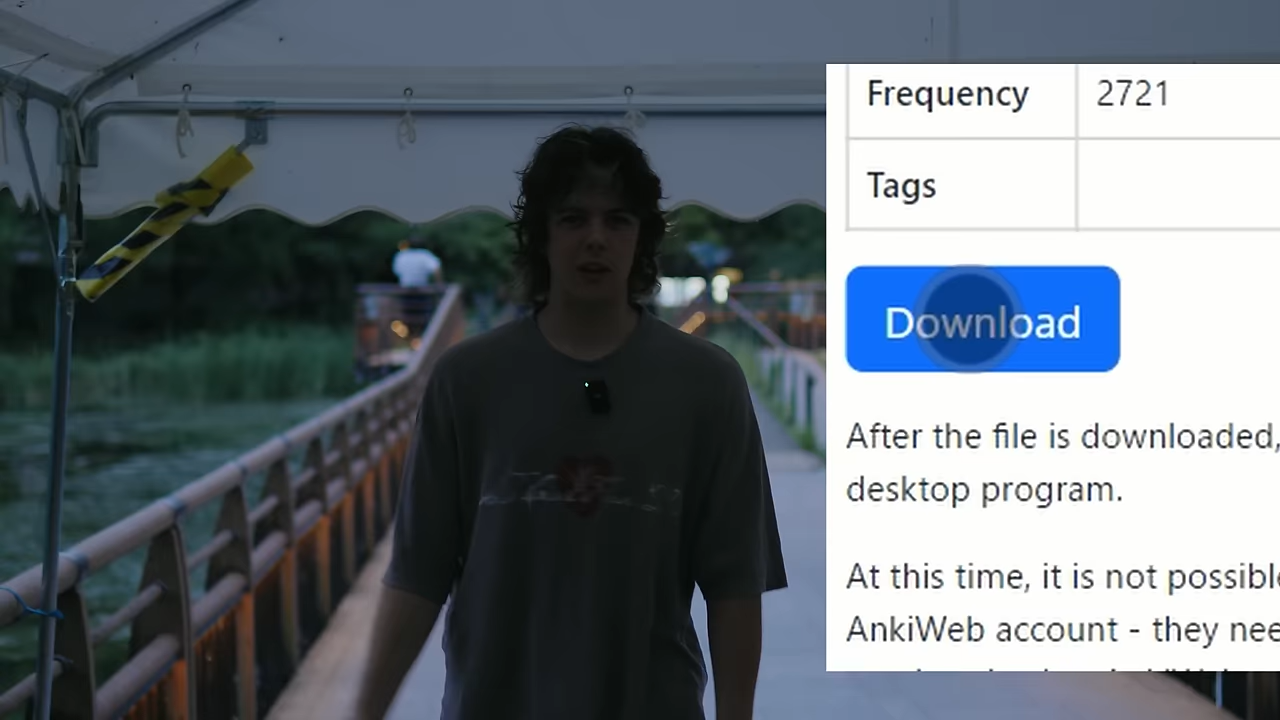 Frequency 2721
Tags
Download
After the file is downloaded,
desktop program.
At this time, it is not possible
AnkiWeb account - they nee